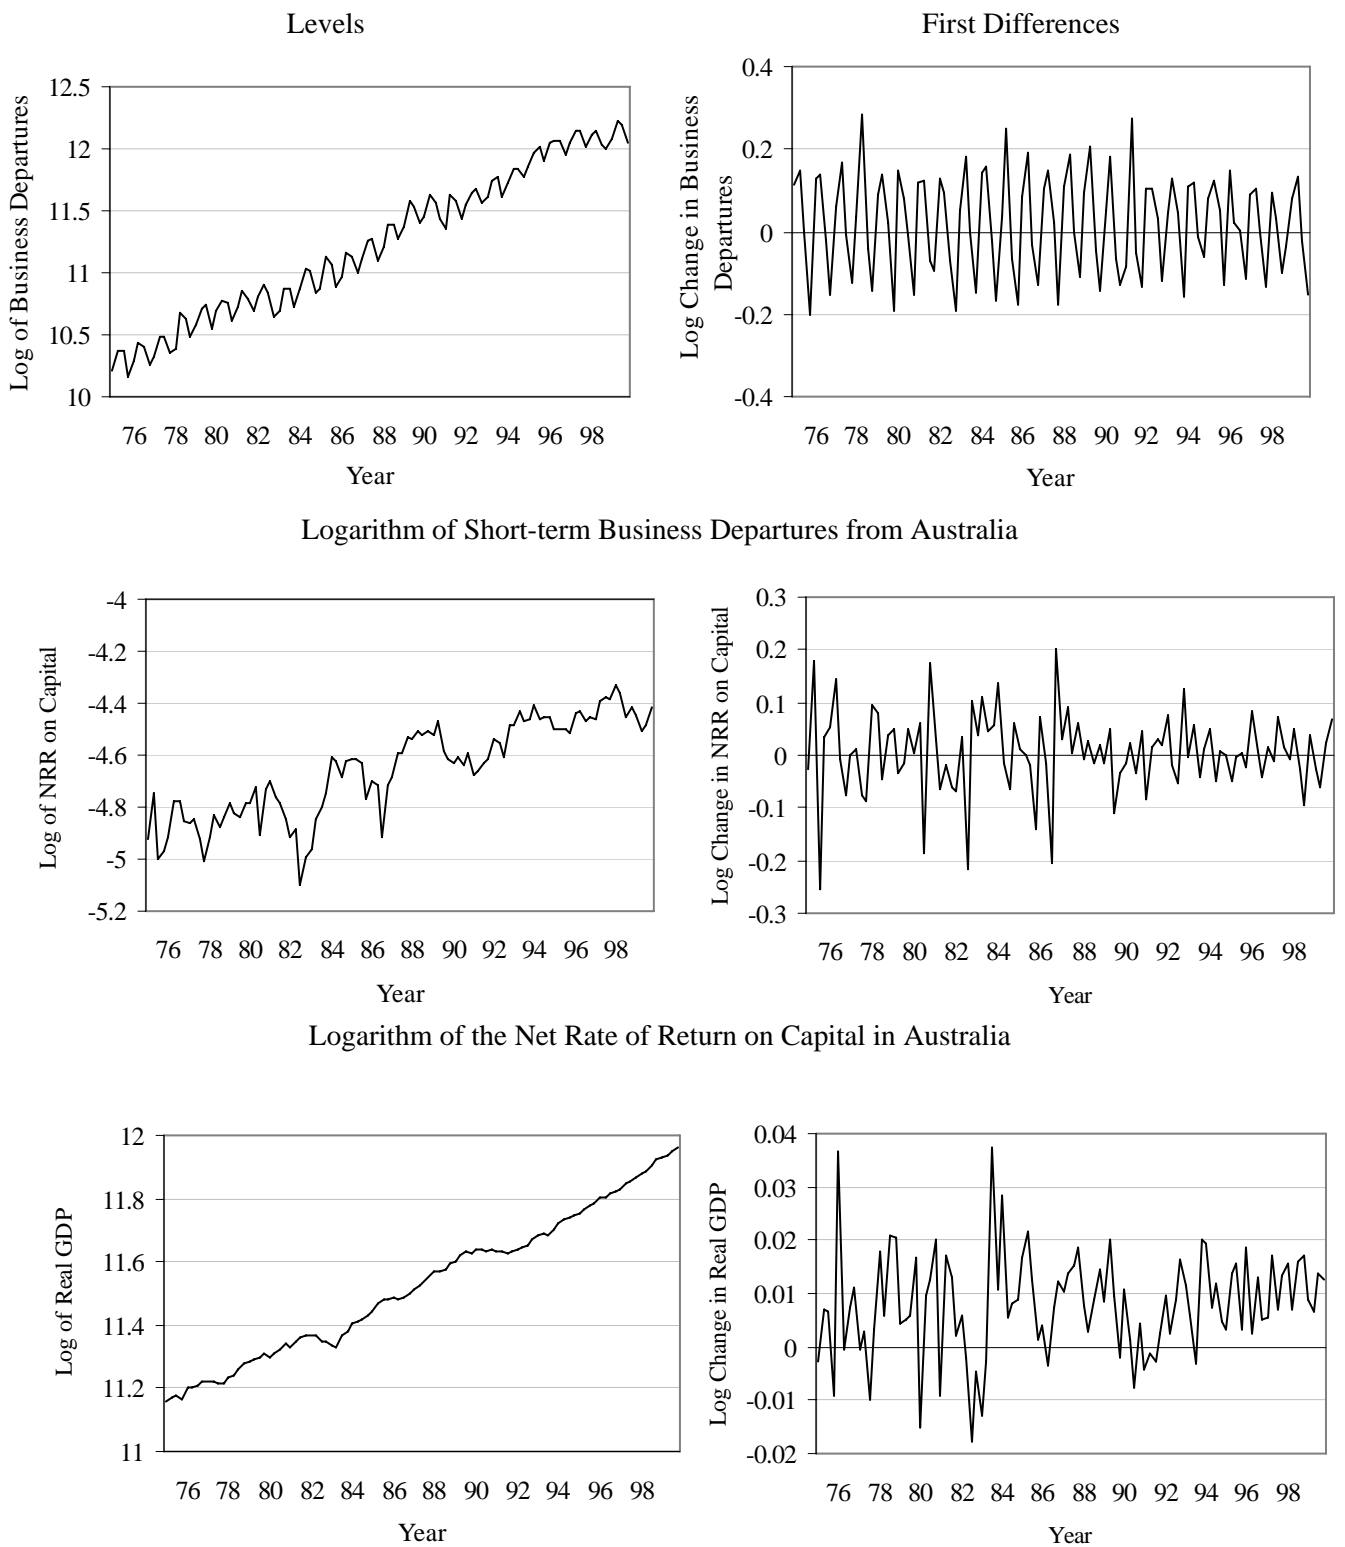 Levels
First Differences
Log of Business Departures
12.5
12
11.5
11
10.5
10
76 78 80 82 84 86 88 90 92 94 96 98
Year
Log Change in Business
Departures
0.4
0.2
0
-0.2
-0.4
76 78 80 82 84 86 88 90 92 94 96 98
Year
Logarithm of Short-term Business Departures from Australia
Log of NRR on Capital
-4
-4.2
-4.4
-4.6
-4.8
-5
-5.2
76 78 80 82 84 86 88 90 92 94 96 98
Year
Log Change in NRR on Capital
0.3
0.2
0.1
0
-0.1
-0.2
-0.3
76 78 80 82 84 86 88 90 92 94 96 98
Year
Logarithm of the Net Rate of Return on Capital in Australia
Log of Real GDP
12
11.8
11.6
11.4
11.2
11
76 78 80 82 84 86 88 90 92 94 96 98
Year
Log Change in Real GDP
0.04
0.03
0.02
0.01
0
-0.01
-0.02
76 78 80 82 84 86 88 90 92 94 96 98
Year